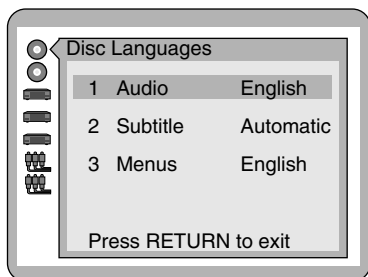 Disc Languages
1 Audio English
2 Subtitle Automatic
3 Menus English
Press RETURN to exit